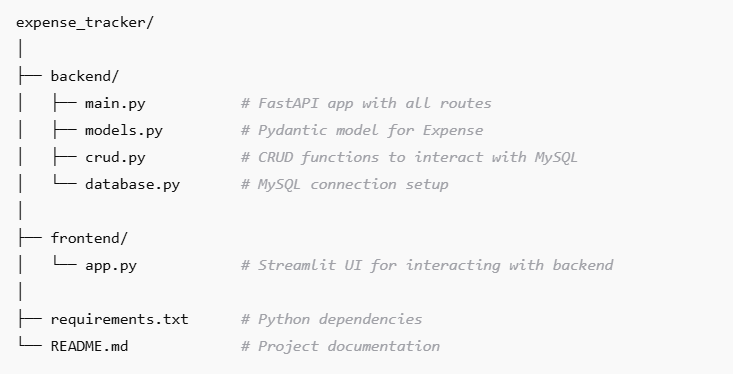 expense_tracker/
│
├── backend/
│   ├── main.py           # FastAPI app with all routes
│   ├── models.py         # Pydantic model for Expense
│   ├── crud.py           # CRUD functions to interact with MySQL
│   └── database.py       # MySQL connection setup
│
├── frontend/
│   └── app.py            # Streamlit UI for interacting with backend
│
├── requirements.txt      # Python dependencies
└── README.md             # Project documentation